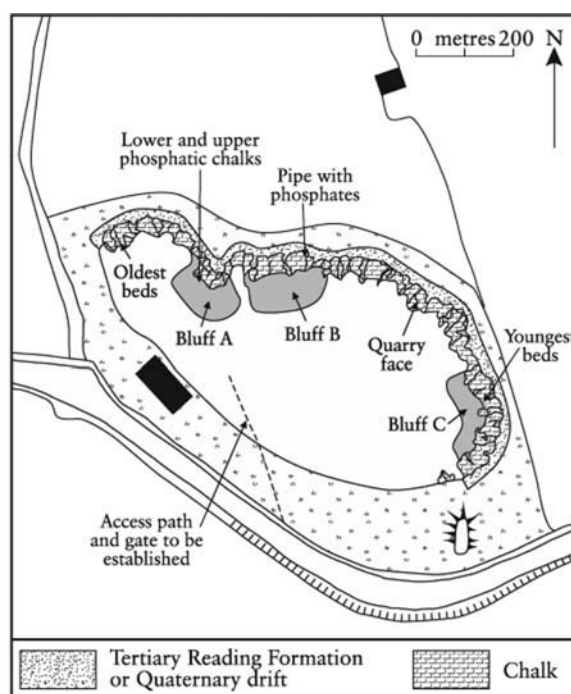 0 metres 200 N
Lower and upper
phosphatic chalks
Pipe with
phosphates
Oldest
beds
Bluff A
Bluff B
Quarry
face
Youngest
beds
Bluff C
Access path
and gate to be
established
Tertiary Reading Formation
or Quaternary drift
Chalk